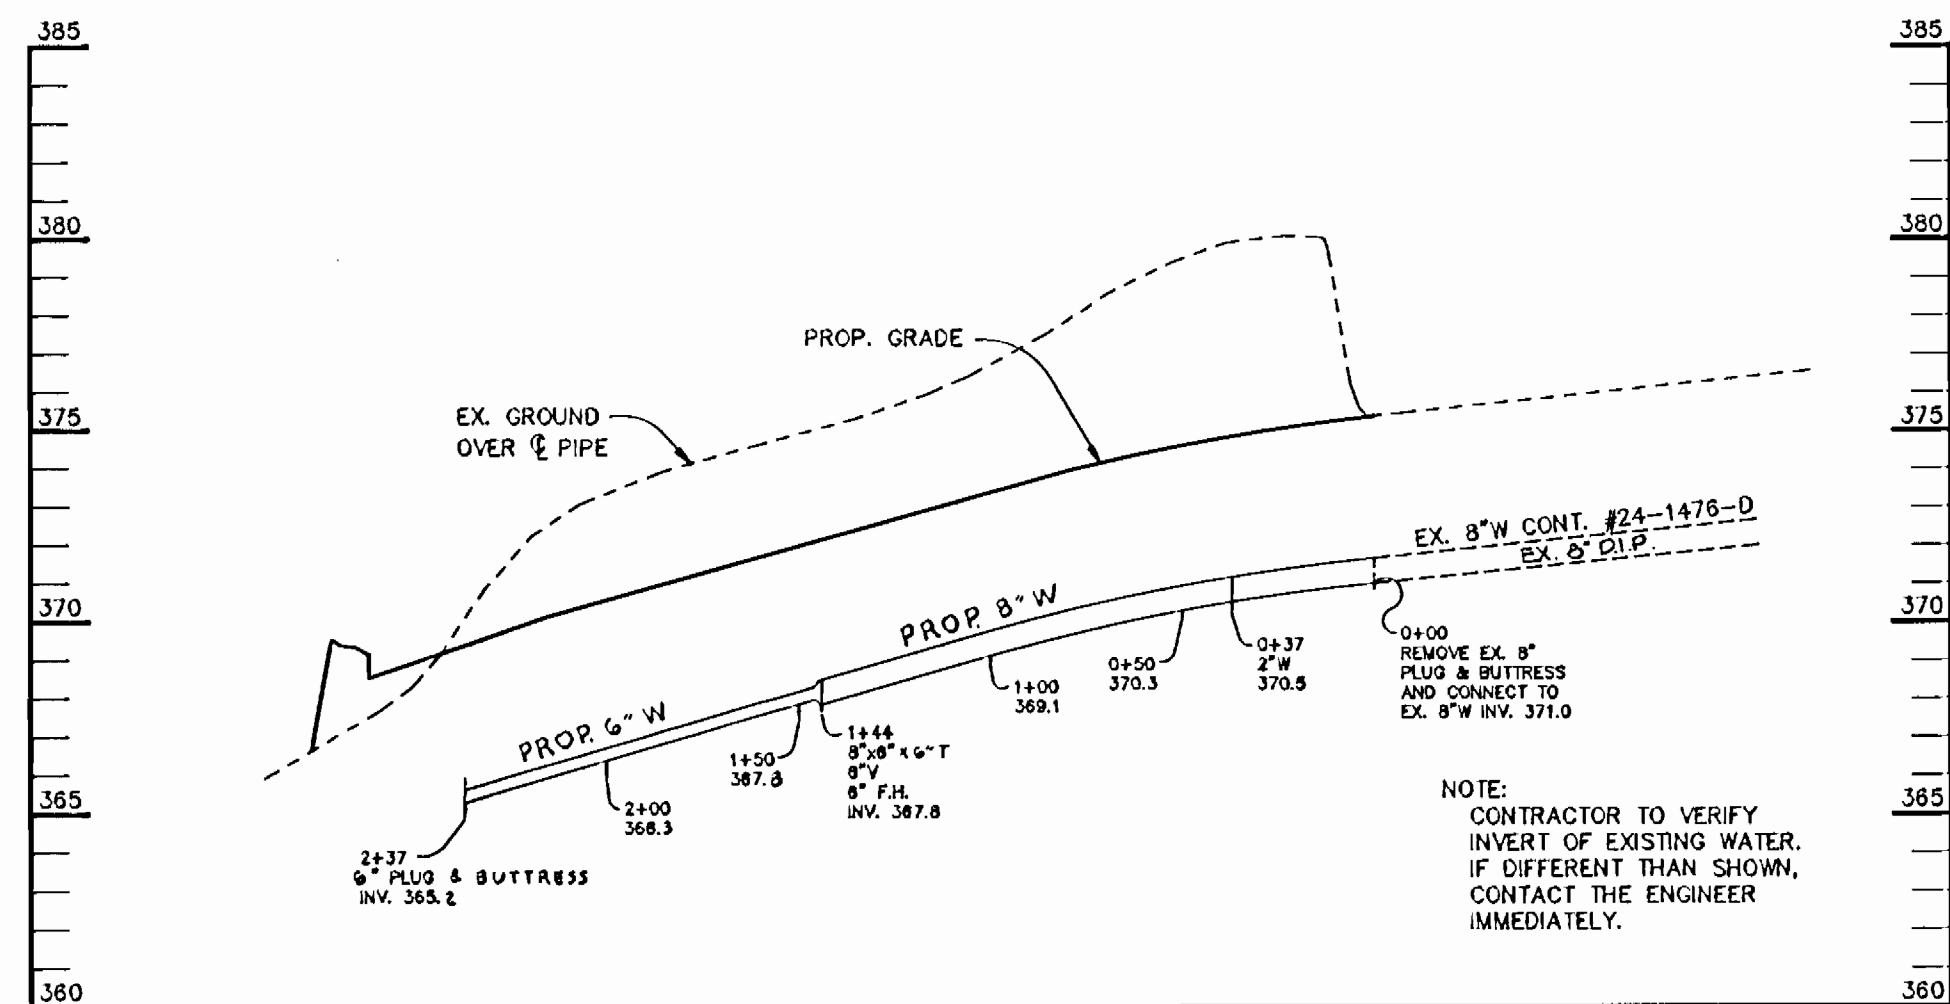 385
385
380
380
PROP. GRADE
EX. GROUND
OVER ℄ PIPE
375
375
EX. 8"W CONT. #24-1476-D
EX. 8" D.I.P.
370
370
PROP. 8" W
0+00
REMOVE EX. 8"
PLUG & BUTTRESS
AND CONNECT TO
EX. 8"W INV. 371.0
0+37
2"W
370.5
0+50
370.3
1+00
369.1
PROP. 6" W
1+44
8"x8" x 6" T
6"V
6" F.H.
INV. 367.8
1+50
367.8
2+00
366.3
365
365
2+37
6" PLUG & BUTTRESS
INV. 365.2
NOTE:
CONTRACTOR TO VERIFY
INVERT OF EXISTING WATER.
IF DIFFERENT THAN SHOWN,
CONTACT THE ENGINEER
IMMEDIATELY.
360
360